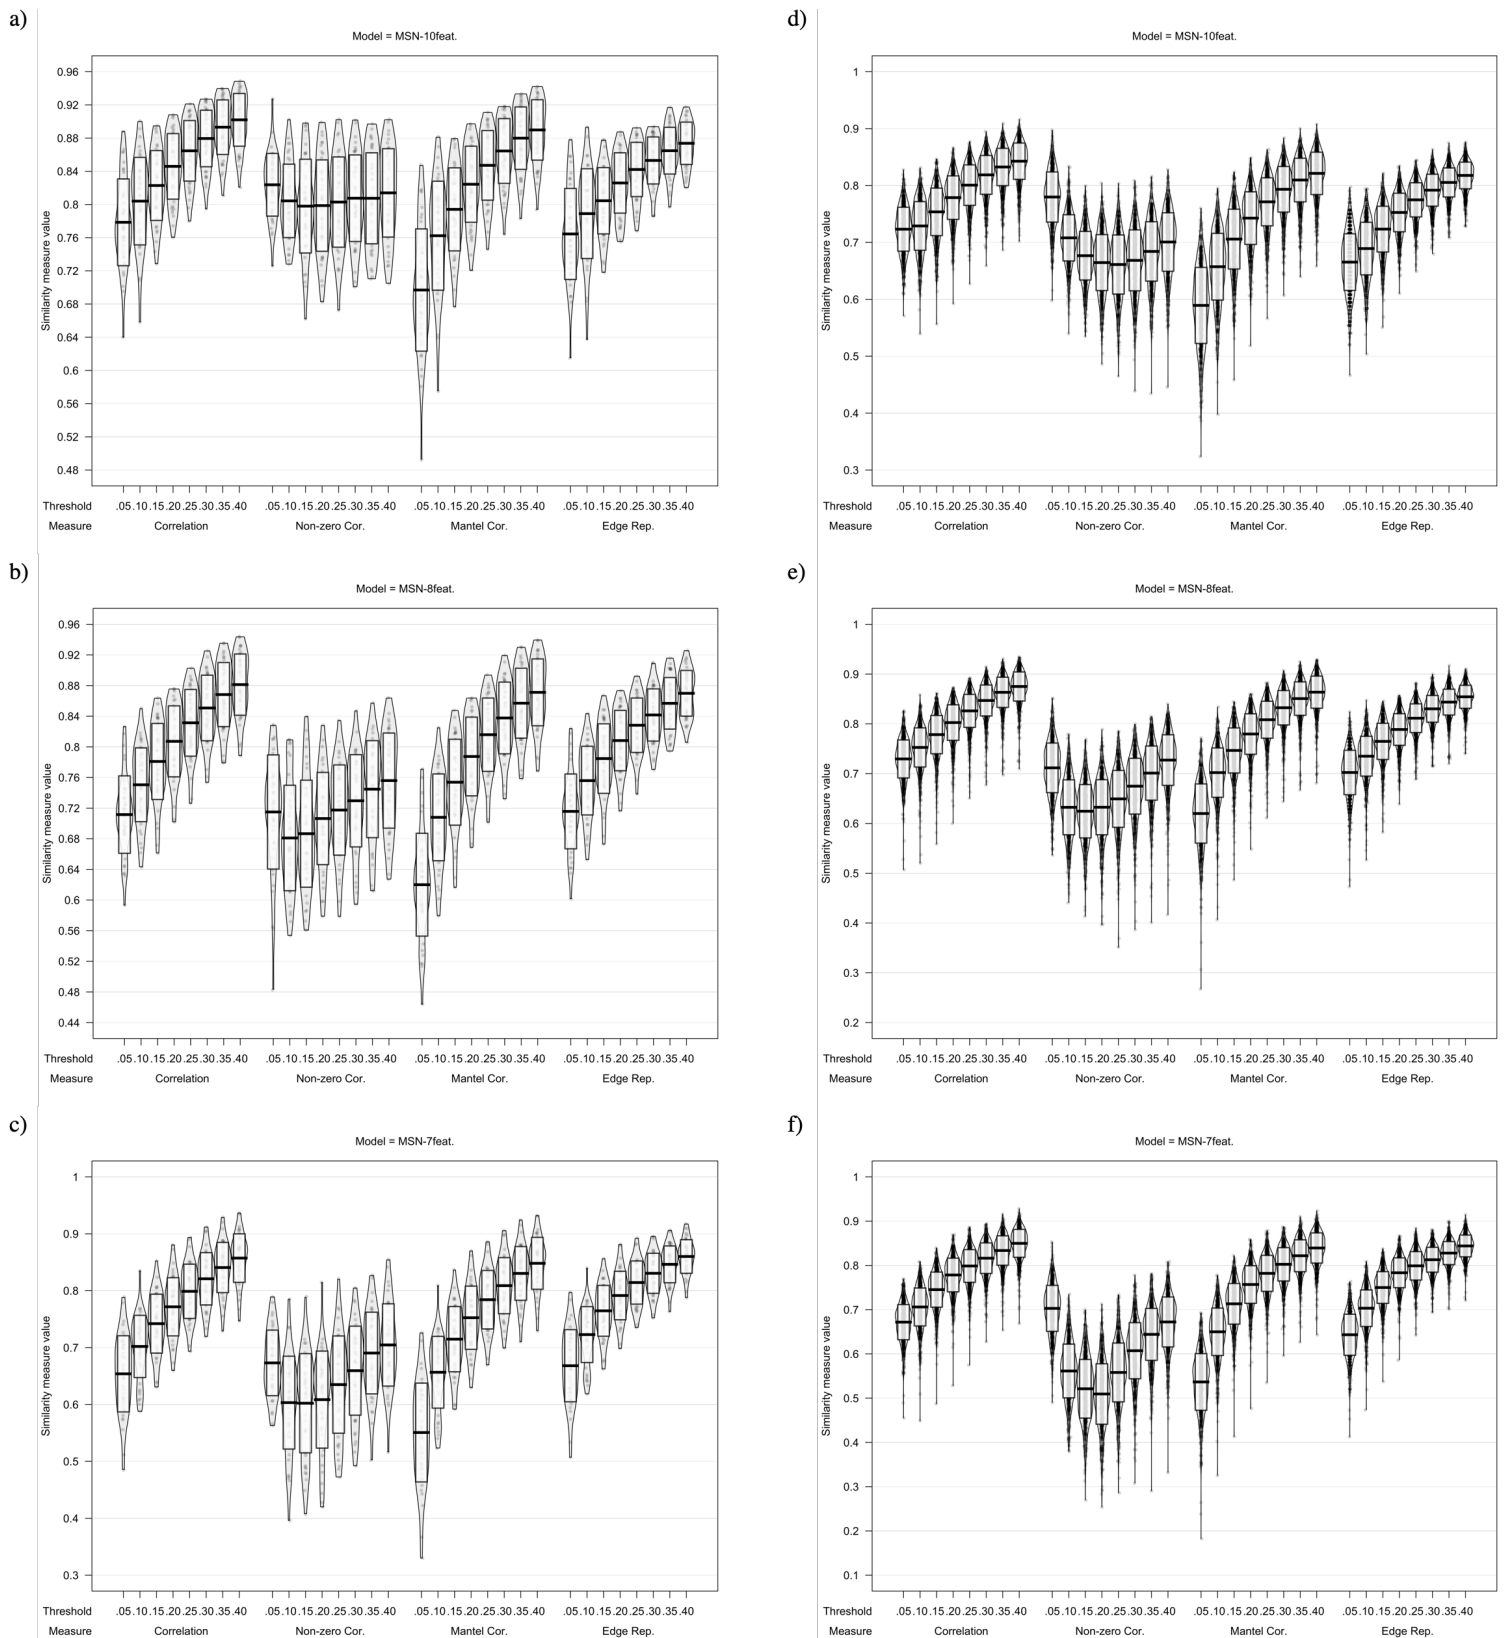 a)
Model = MSN-10feat.
Similarity measure value
0.96
0.92
0.88
0.84
0.8
0.76
0.72
0.68
0.64
0.6
0.56
0.52
0.48
Threshold .05.10.15.20.25.30.35.40 .05.10.15.20.25.30.35.40 .05.10.15.20.25.30.35.40 .05.10.15.20.25.30.35.40
Measure Correlation Non-zero Cor. Mantel Cor. Edge Rep.
d)
Model = MSN-10feat.
Similarity measure value
1
0.9
0.8
0.7
0.6
0.5
0.4
0.3
Threshold .05.10.15.20.25.30.35.40 .05.10.15.20.25.30.35.40 .05.10.15.20.25.30.35.40 .05.10.15.20.25.30.35.40
Measure Correlation Non-zero Cor. Mantel Cor. Edge Rep.
b)
Model = MSN-8feat.
Similarity measure value
0.96
0.92
0.88
0.84
0.8
0.76
0.72
0.68
0.64
0.6
0.56
0.52
0.48
0.44
Threshold .05.10.15.20.25.30.35.40 .05.10.15.20.25.30.35.40 .05.10.15.20.25.30.35.40 .05.10.15.20.25.30.35.40
Measure Correlation Non-zero Cor. Mantel Cor. Edge Rep.
e)
Model = MSN-8feat.
Similarity measure value
1
0.9
0.8
0.7
0.6
0.5
0.4
0.3
0.2
Threshold .05.10.15.20.25.30.35.40 .05.10.15.20.25.30.35.40 .05.10.15.20.25.30.35.40 .05.10.15.20.25.30.35.40
Measure Correlation Non-zero Cor. Mantel Cor. Edge Rep.
c)
Model = MSN-7feat.
Similarity measure value
1
0.9
0.8
0.7
0.6
0.5
0.4
0.3
Threshold .05.10.15.20.25.30.35.40 .05.10.15.20.25.30.35.40 .05.10.15.20.25.30.35.40 .05.10.15.20.25.30.35.40
Measure Correlation Non-zero Cor. Mantel Cor. Edge Rep.
f)
Model = MSN-7feat.
Similarity measure value
1
0.9
0.8
0.7
0.6
0.5
0.4
0.3
0.2
0.1
Threshold .05.10.15.20.25.30.35.40 .05.10.15.20.25.30.35.40 .05.10.15.20.25.30.35.40 .05.10.15.20.25.30.35.40
Measure Correlation Non-zero Cor. Mantel Cor. Edge Rep.